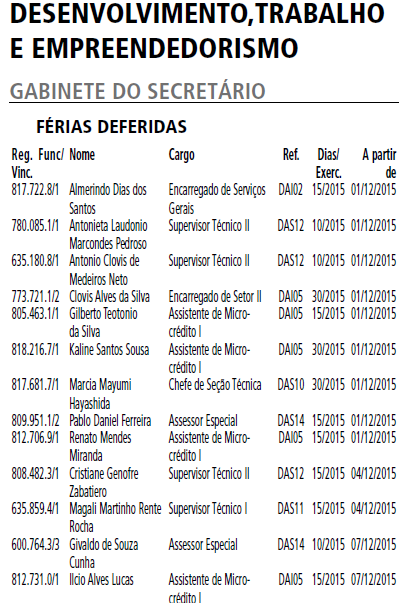 DESENVOLVIMENTO,TRABALHO
E EMPREENDEDORISMO
GABINETE DO SECRETÁRIO
FÉRIAS DEFERIDAS
Reg. Func/ Nome Cargo Ref. Dias/ A partir
Vinc. Exerc. de
817.722.8/1 Almerindo Dias dos Encarregado de Serviços DAI02 15/2015 01/12/2015
Santos Gerais
780.085.1/1 Antonieta Laudonio Supervisor Técnico II DAS12 10/2015 01/12/2015
Marcondes Pedroso
635.180.8/1 Antonio Clovis de Supervisor Técnico II DAS12 10/2015 01/12/2015
Medeiros Neto
773.721.1/2 Clovis Alves da Silva Encarregado de Setor II DAI05 30/2015 01/12/2015
805.463.1/1 Gilberto Teotonio Assistente de Micro- DAI05 15/2015 01/12/2015
da Silva crédito I
818.216.7/1 Kaline Santos Sousa Assistente de Micro- DAI05 30/2015 01/12/2015
crédito I
817.681.7/1 Marcia Mayumi Chefe de Seção Técnica DAS10 30/2015 01/12/2015
Hayashida
809.951.1/2 Pablo Daniel Ferreira Assessor Especial DAS14 15/2015 01/12/2015
812.706.9/1 Renato Mendes Assistente de Micro- DAI05 15/2015 01/12/2015
Miranda crédito I
808.482.3/1 Cristiane Genofre Supervisor Técnico II DAS12 15/2015 04/12/2015
Zabatiero
635.859.4/1 Magali Martinho Rente Supervisor Técnico I DAS11 15/2015 04/12/2015
Rocha
600.764.3/3 Givaldo de Souza Assessor Especial DAS14 10/2015 07/12/2015
Cunha
812.731.0/1 Ilcio Alves Lucas Assistente de Micro- DAI05 15/2015 07/12/2015
crédito I